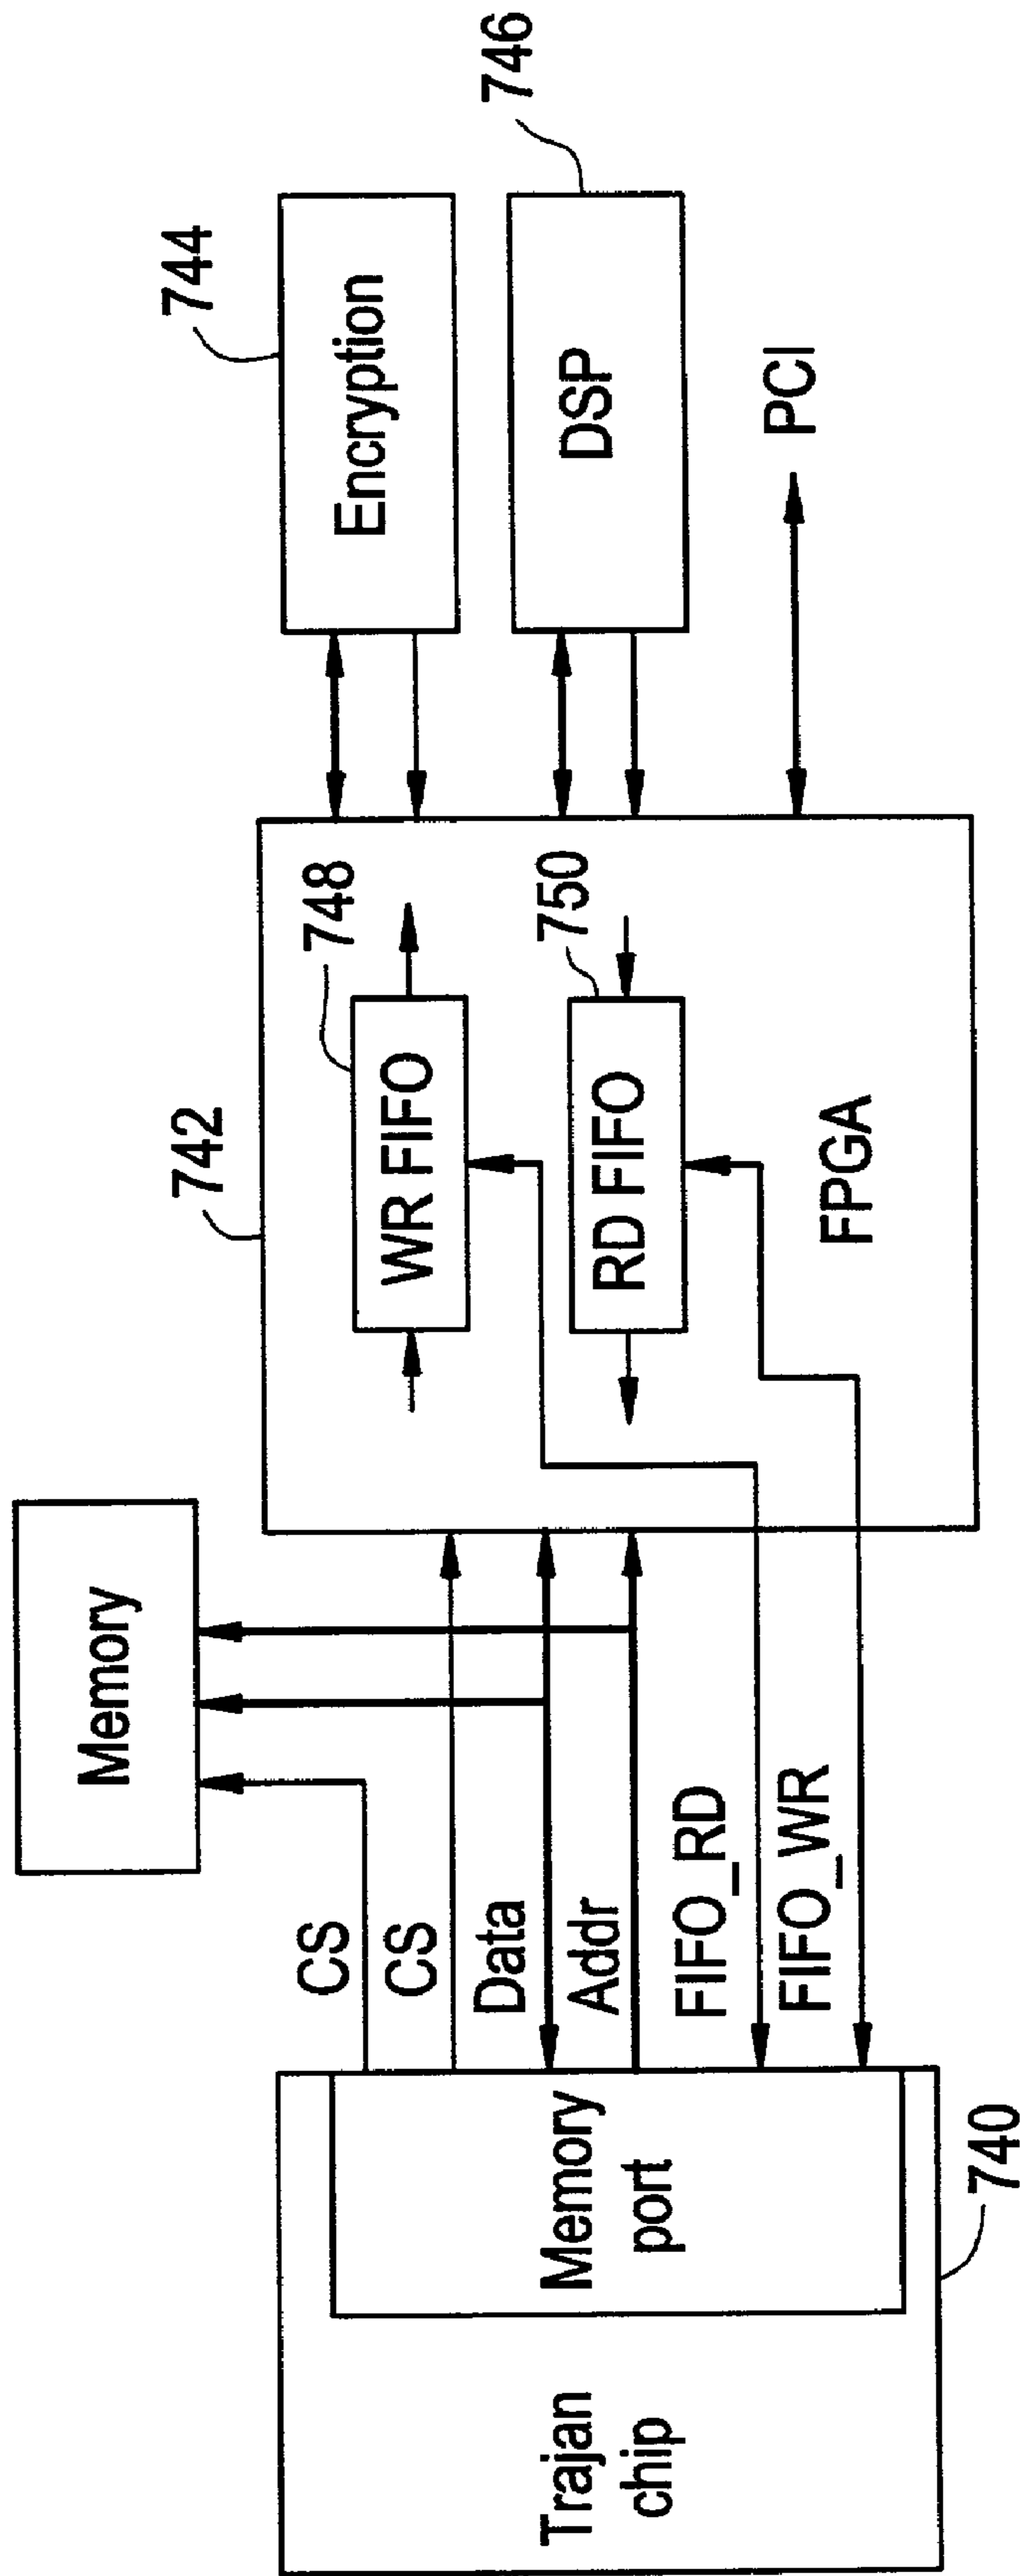 Trajan
chip
Memory
port
740
CS
CS
Data
Addr
FIFO_RD
FIFO_WR
Memory
742
WR FIFO
748
RD FIFO
750
FPGA
Encryption
744
DSP
746
PCI